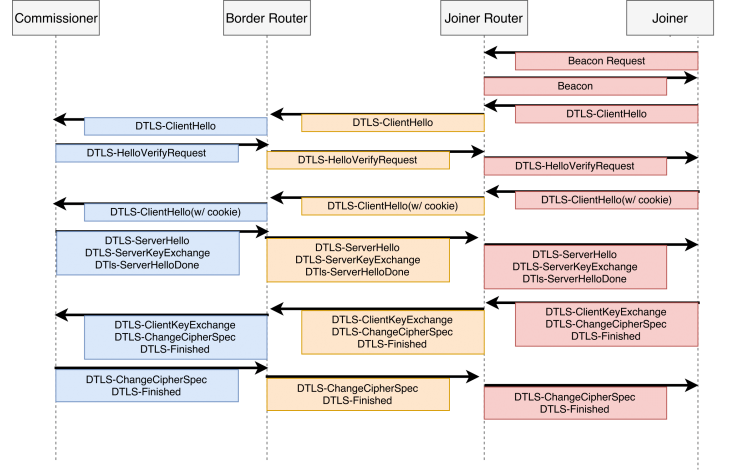 Commissioner
Border Router
Joiner Router
Joiner
Beacon Request
Beacon
DTLS-ClientHello
DTLS-ClientHello
DTLS-ClientHello
DTLS-HelloVerifyRequest
DTLS-HelloVerifyRequest
DTLS-HelloVerifyRequest
DTLS-ClientHello(w/ cookie)
DTLS-ClientHello(w/ cookie)
DTLS-ClientHello(w/ cookie)
DTLS-ServerHello
DTLS-ServerKeyExchange
DTls-ServerHelloDone
DTLS-ServerHello
DTLS-ServerKeyExchange
DTls-ServerHelloDone
DTLS-ServerHello
DTLS-ServerKeyExchange
DTls-ServerHelloDone
DTLS-ClientKeyExchange
DTLS-ChangeCipherSpec
DTLS-Finished
DTLS-ClientKeyExchange
DTLS-ChangeCipherSpec
DTLS-Finished
DTLS-ClientKeyExchange
DTLS-ChangeCipherSpec
DTLS-Finished
DTLS-ChangeCipherSpec
DTLS-Finished
DTLS-ChangeCipherSpec
DTLS-Finished
DTLS-ChangeCipherSpec
DTLS-Finished